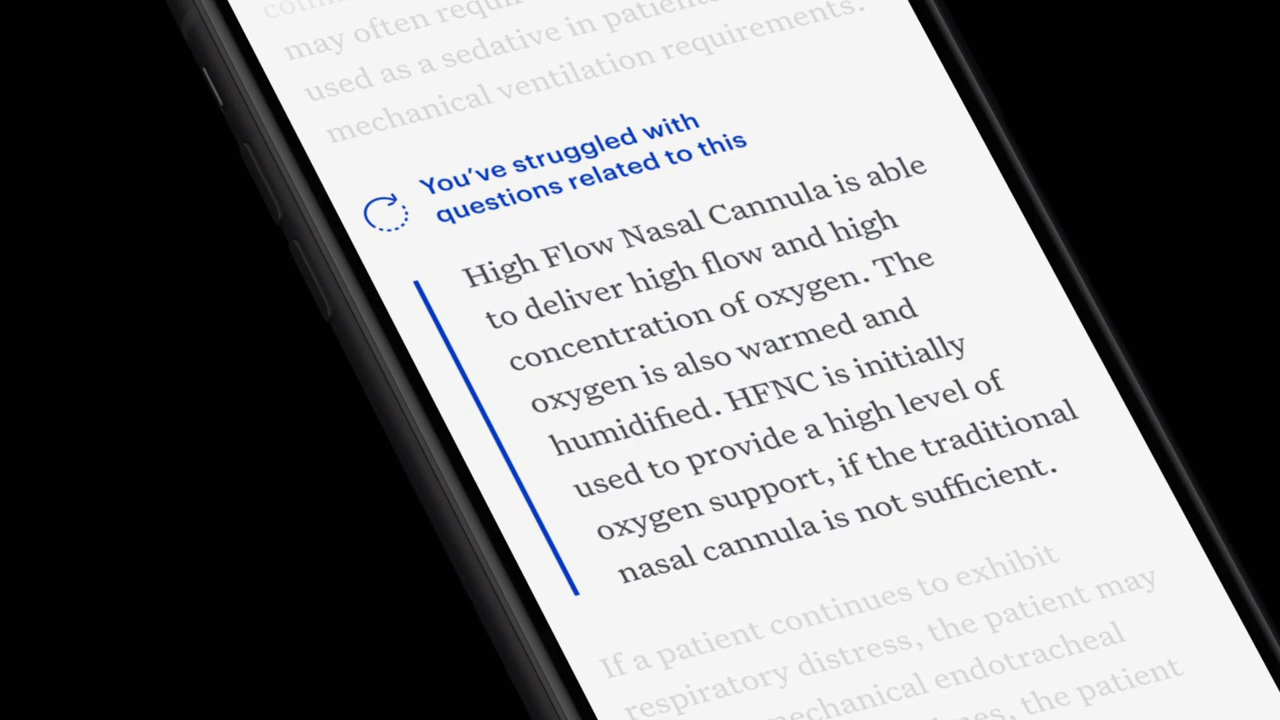 may often requi
used as a sedative in patients
mechanical ventilation requirements.
You've struggled with
questions related to this
High Flow Nasal Cannula is able
to deliver high flow and high
concentration of oxygen. The
oxygen is also warmed and
humidified. HFNC is initially
used to provide a high level of
oxygen support, if the traditional
nasal cannula is not sufficient.
If a patient continues to exhibit
respiratory distress, the patient may
mechanical endotracheal
the patient